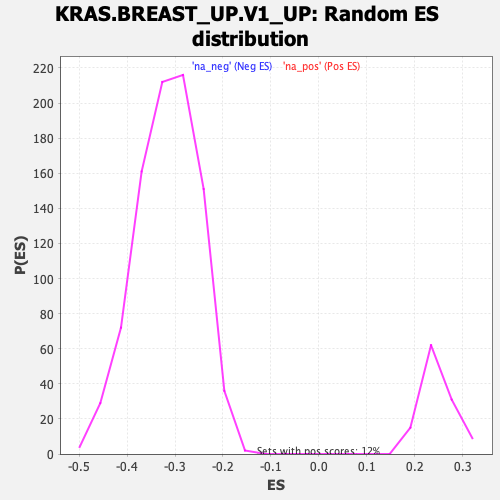 KRAS.BREAST_UP.V1_UP: Random ES
distribution
'na_neg' (Neg ES) 'na_pos' (Pos ES)
220
200
180
160
140
120
100
80
60
40
20
0
P(ES)
Sets with pos scores: 12%
-0.5 -0.4 -0.3 -0.2 -0.1 0.0 0.1 0.2 0.3
ES